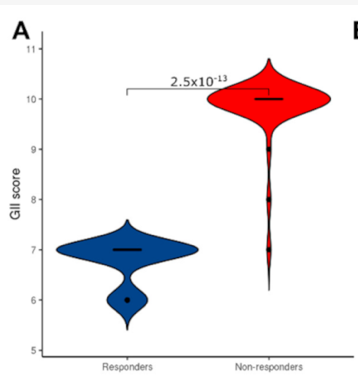 A
11
2.5x10⁻¹³
10
9
GII score
8
7
6
5
Responders
Non-responders